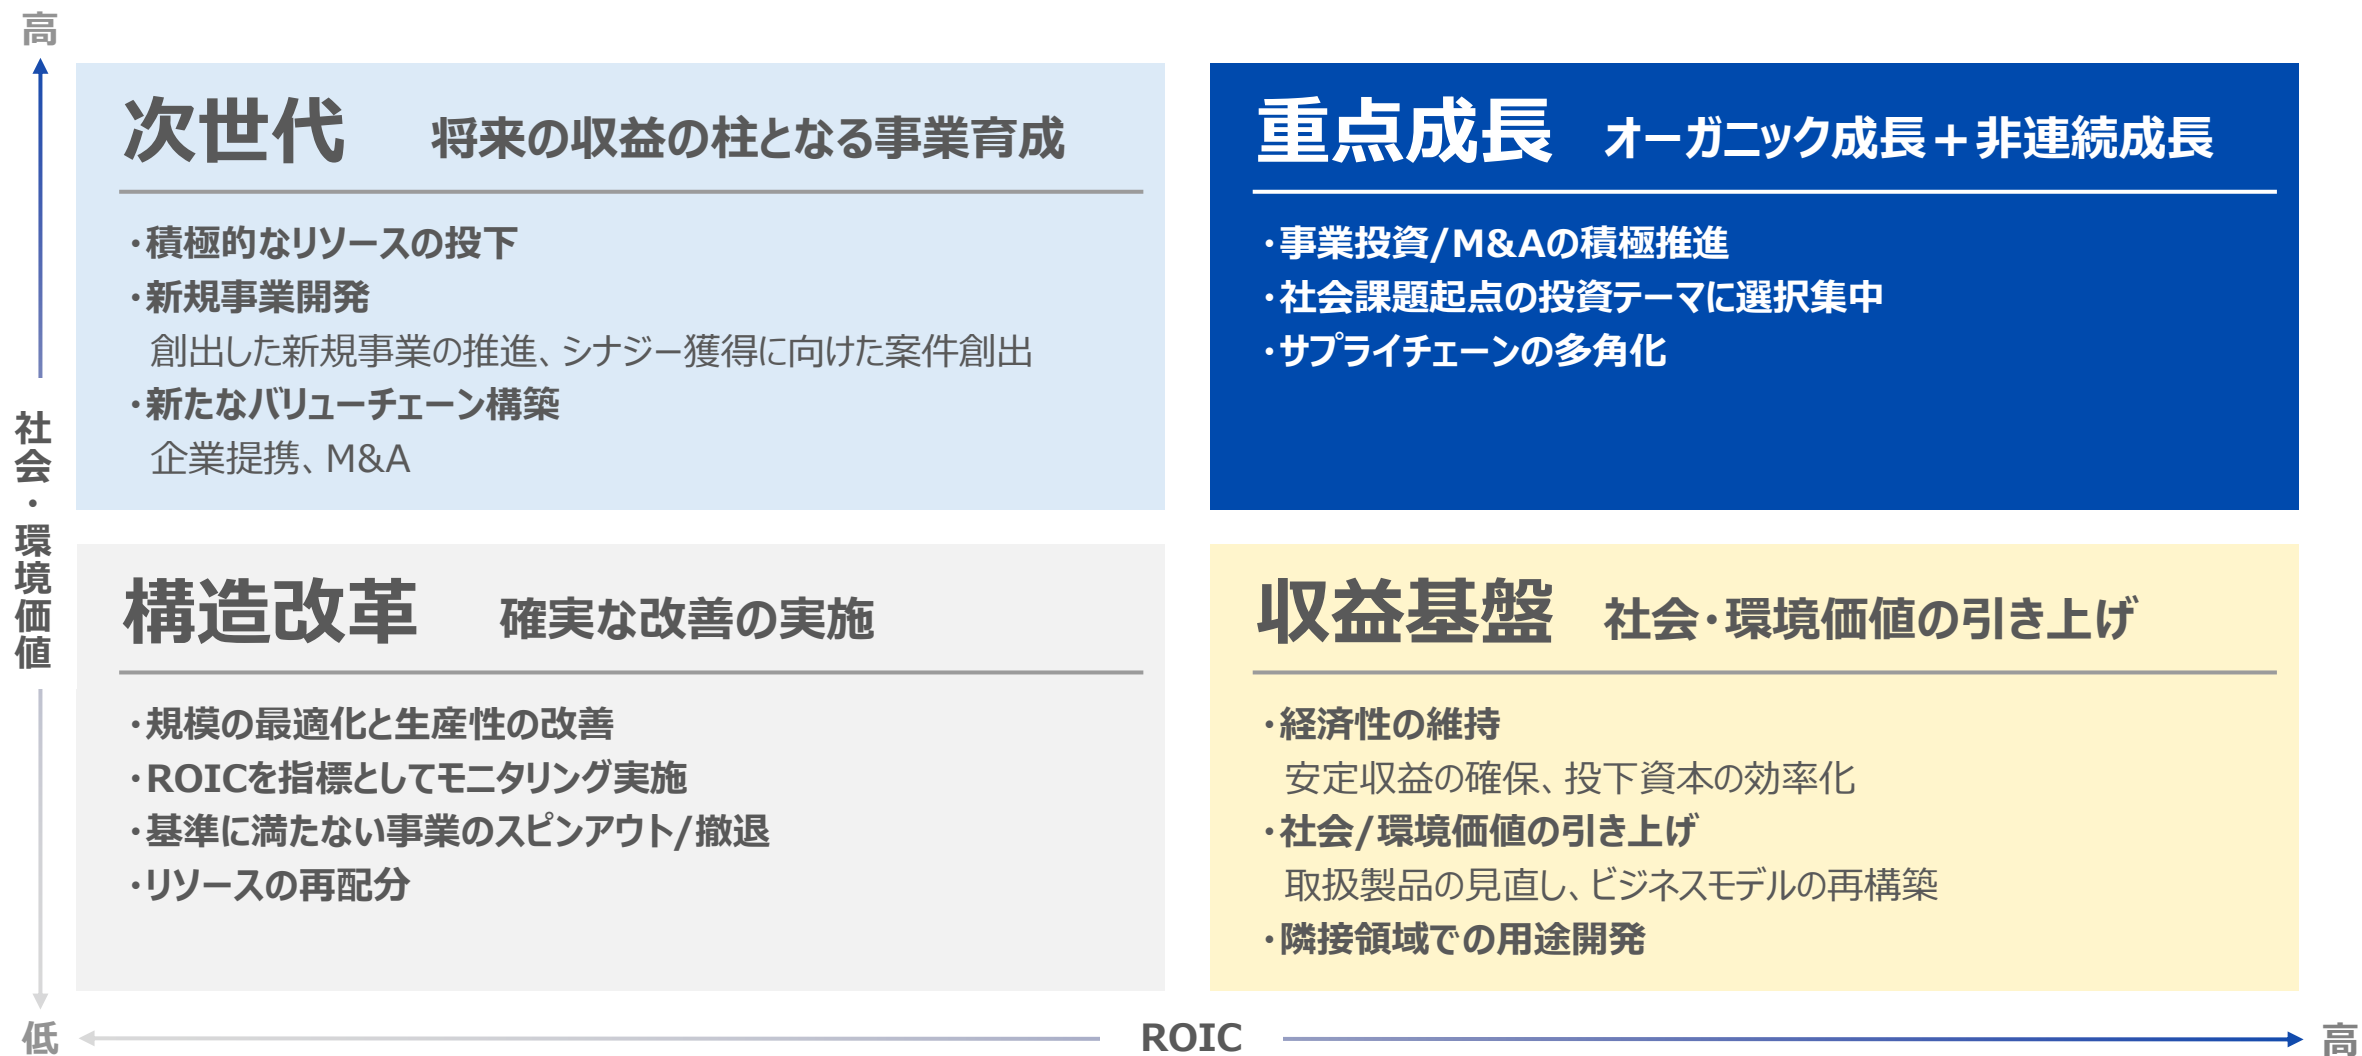 高
次世代 将来の収益の柱となる事業育成
・積極的なリソースの投下
・新規事業開発
創出した新規事業の推進、シナジー獲得に向けた案件創出
・新たなバリューチェーン構築
企業提携、M&A
重点成長 オーガニック成長＋非連続成長
・事業投資/M&Aの積極推進
・社会課題起点の投資テーマに選択集中
・サプライチェーンの多角化
社会・環境価値
構造改革 確実な改善の実施
・規模の最適化と生産性の改善
・ROICを指標としてモニタリング実施
・基準に満たない事業のスピンアウト/撤退
・リソースの再配分
収益基盤 社会・環境価値の引き上げ
・経済性の維持
安定収益の確保、投下資本の効率化
・社会/環境価値の引き上げ
取扱製品の見直し、ビジネスモデルの再構築
・隣接領域での用途開発
低 ROIC 高